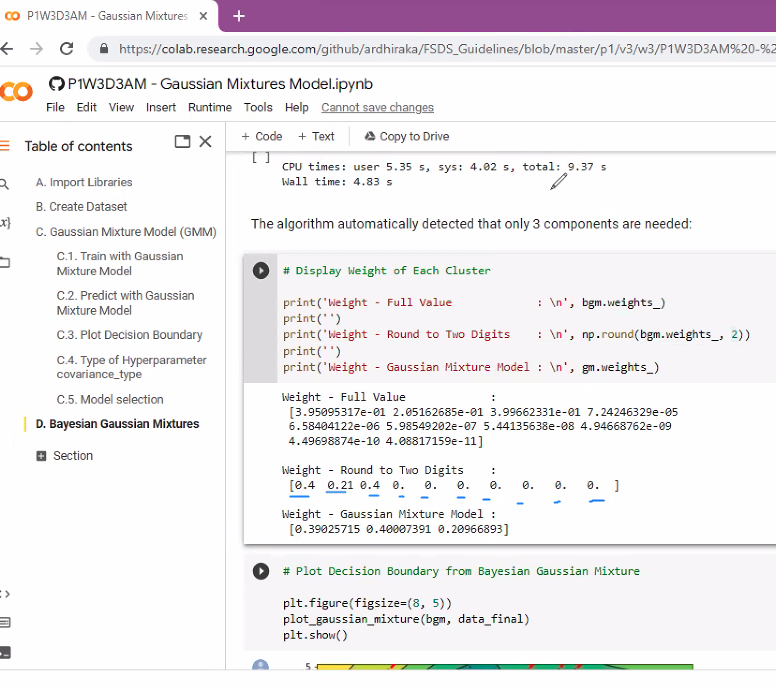 P1W3D3AM - Gaussian Mixtures
https://colab.research.google.com/github/ardhiraka/FSDS_Guidelines/blob/master/p1/v3/w3/P1W3D3AM%20-%2
P1W3D3AM - Gaussian Mixtures Model.ipynb
File Edit View Insert Runtime Tools Help Cannot save changes
Table of contents
+ Code + Text Copy to Drive
A. Import Libraries
B. Create Dataset
C. Gaussian Mixture Model (GMM)
C.1. Train with Gaussian
Mixture Model
C.2. Predict with Gaussian
Mixture Model
C.3. Plot Decision Boundary
C.4. Type of Hyperparameter
covariance_type
C.5. Model selection
D. Bayesian Gaussian Mixtures
Section
[ ]
CPU times: user 5.35 s, sys: 4.02 s, total: 9.37 s
Wall time: 4.83 s
The algorithm automatically detected that only 3 components are needed:
# Display Weight of Each Cluster
print('Weight - Full Value : \n', bgm.weights_)
print('')
print('Weight - Round to Two Digits : \n', np.round(bgm.weights_, 2))
print('')
print('Weight - Gaussian Mixture Model : \n', gm.weights_)
Weight - Full Value :
[3.95095317e-01 2.05162685e-01 3.99662331e-01 7.24246329e-05
6.58404122e-06 5.98549202e-07 5.44135638e-08 4.94668762e-09
4.49698874e-10 4.08817159e-11]
Weight - Round to Two Digits :
[0.4 0.21 0.4 0. 0. 0. 0. 0. 0. 0. ]
Weight - Gaussian Mixture Model :
[0.39025715 0.40007391 0.20966893]
# Plot Decision Boundary from Bayesian Gaussian Mixture
plt.figure(figsize=(8, 5))
plot_gaussian_mixture(bgm, data_final)
plt.show()
5